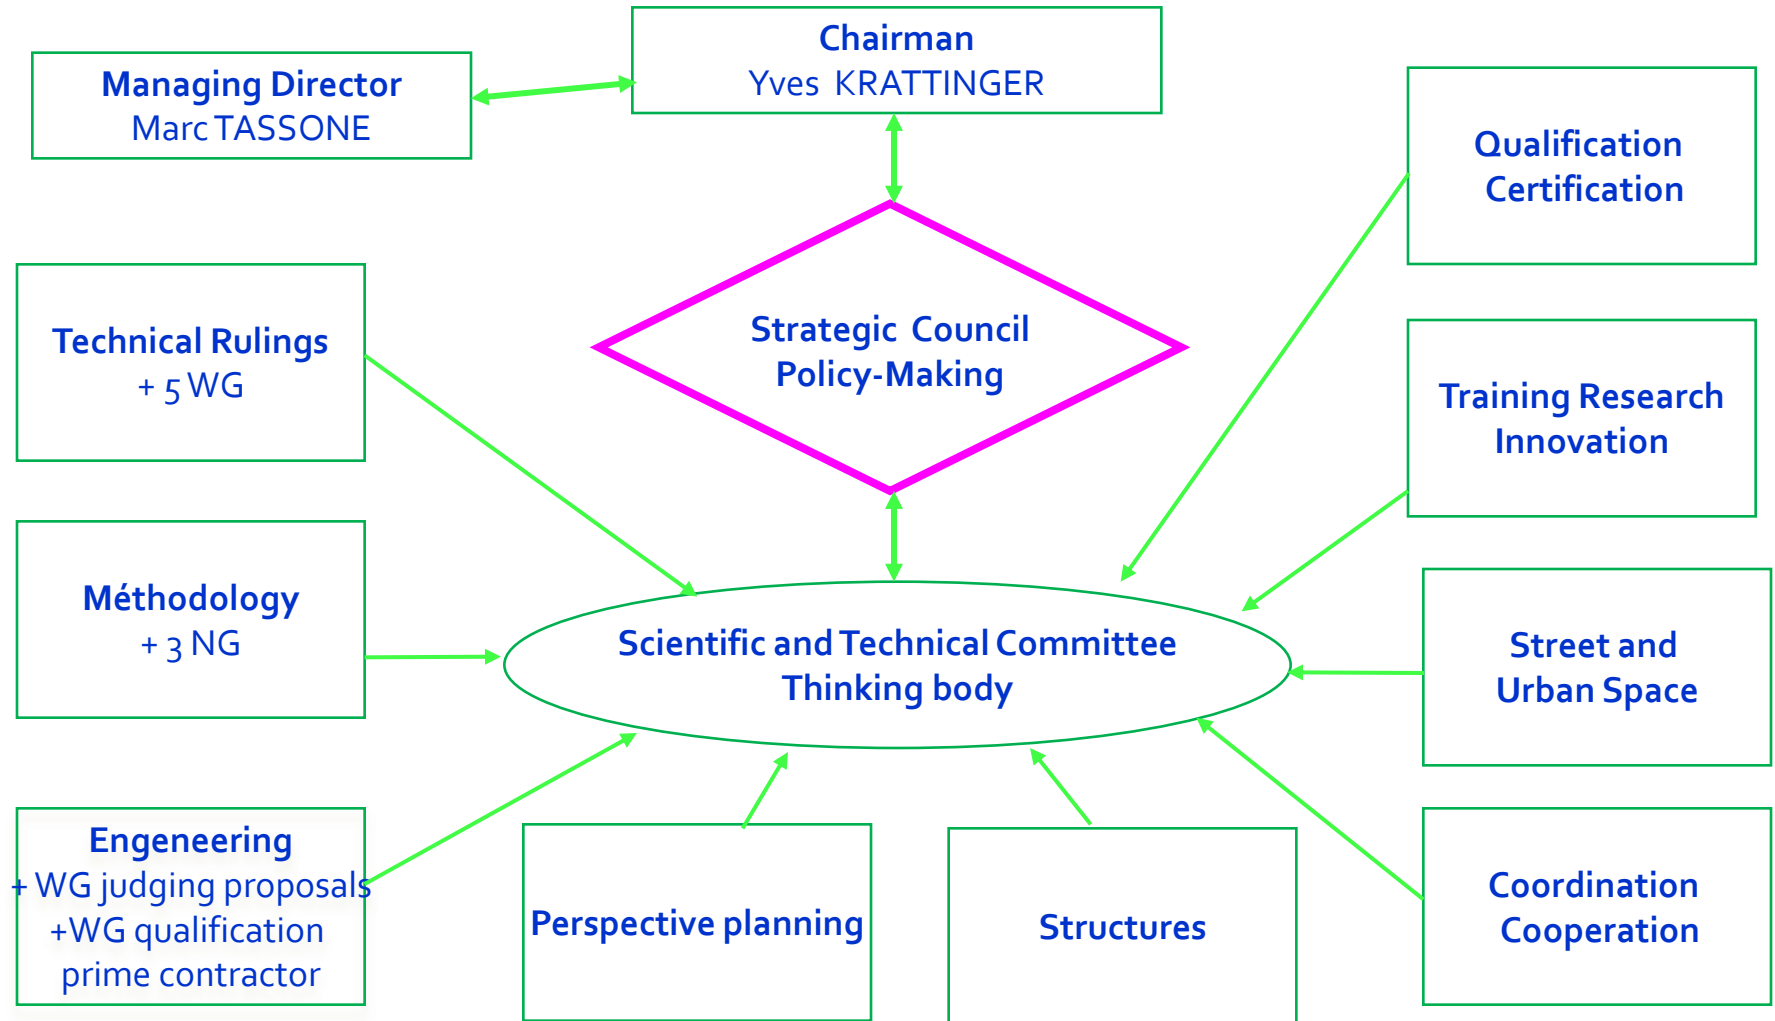 Chairman
Yves KRATTINGER
Managing Director
Marc TASSONE
Qualification
Certification
Strategic Council
Policy-Making
Technical Rulings
+ 5 WG
Training Research
Innovation
Méthodology
+ 3 NG
Scientific and Technical Committee
Thinking body
Street and
Urban Space
Engeneering
+ WG judging proposals
+WG qualification
prime contractor
Perspective planning
Structures
Coordination
Cooperation